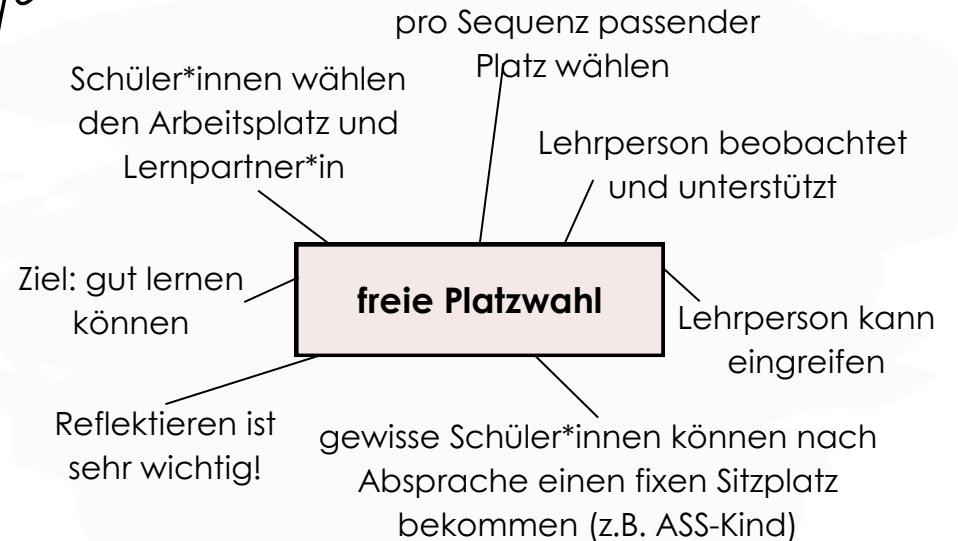 pro Sequenz passender
Platz wählen
Schüler*innen wählen
den Arbeitsplatz und
Lernpartner*in
Lehrperson beobachtet
und unterstützt
Ziel: gut lernen
können
freie Platzwahl
Lehrperson kann
eingreifen
Reflektieren ist
sehr wichtig!
gewisse Schüler*innen können nach
Absprache einen fixen Sitzplatz
bekommen (z.B. ASS-Kind)